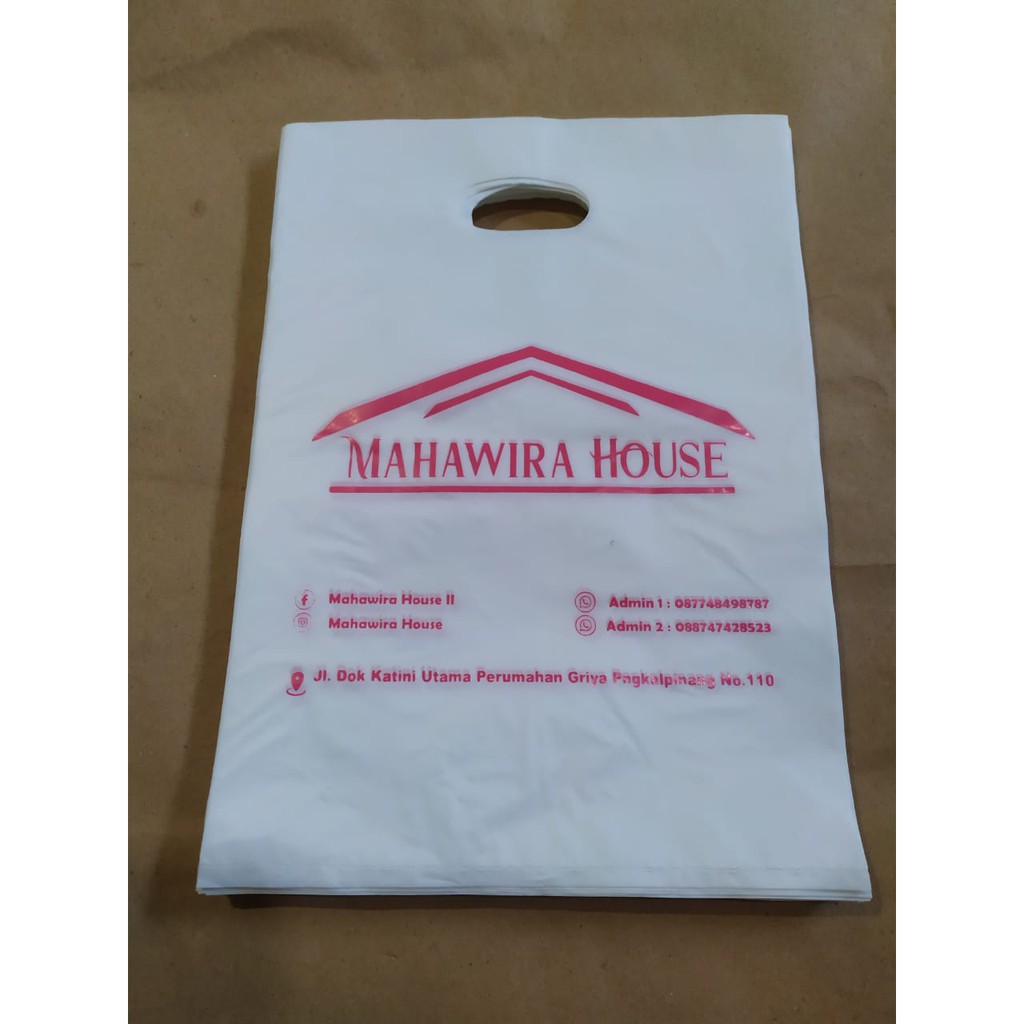 MAHAWIRA HOUSE
Mahawira House II
Mahawira House
Admin 1 : 087748498787
Admin 2 : 088747428523
Jl. Dok Katini Utama Perumahan Griya Pngkalpinang No.110